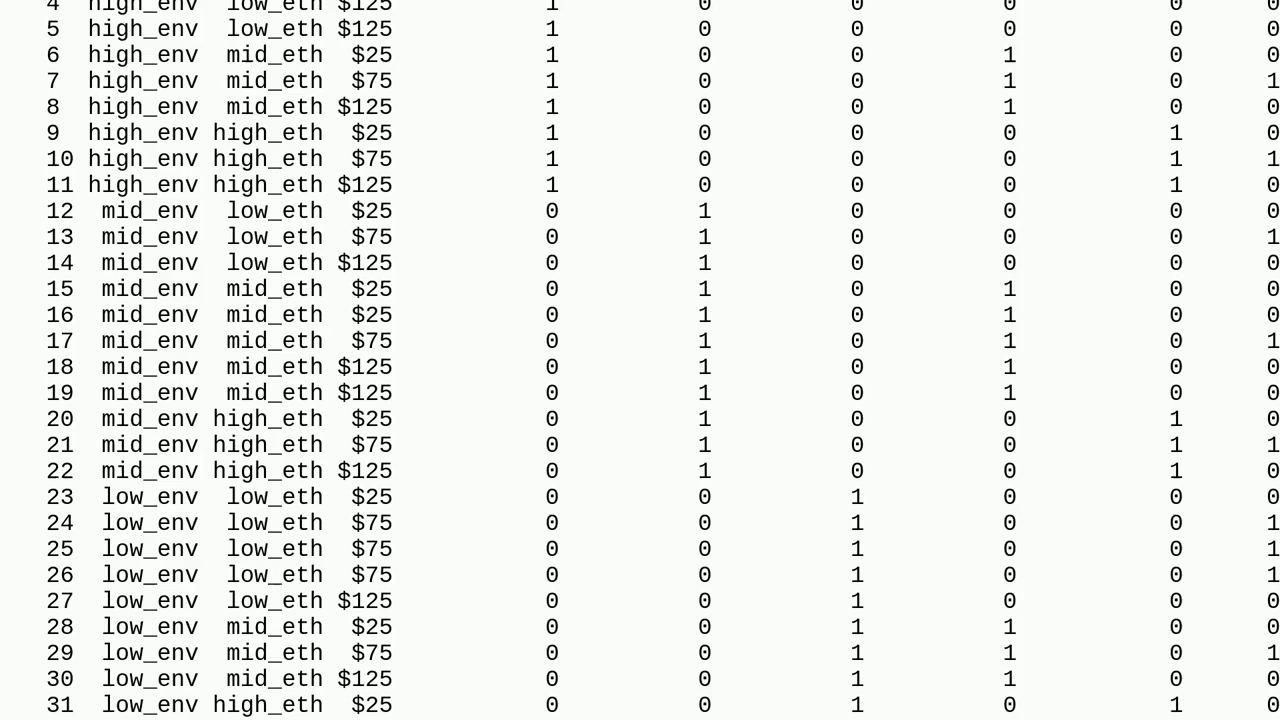 4 high_env low_eth $125 1 0 0 0 0 0
5 high_env low_eth $125 1 0 0 0 0 0
6 high_env mid_eth $25 1 0 0 1 0 0
7 high_env mid_eth $75 1 0 0 1 0 1
8 high_env mid_eth $125 1 0 0 1 0 0
9 high_env high_eth $25 1 0 0 0 1 0
10 high_env high_eth $75 1 0 0 0 1 1
11 high_env high_eth $125 1 0 0 0 1 0
12 mid_env low_eth $25 0 1 0 0 0 0
13 mid_env low_eth $75 0 1 0 0 0 1
14 mid_env low_eth $125 0 1 0 0 0 0
15 mid_env mid_eth $25 0 1 0 1 0 0
16 mid_env mid_eth $25 0 1 0 1 0 0
17 mid_env mid_eth $75 0 1 0 1 0 1
18 mid_env mid_eth $125 0 1 0 1 0 0
19 mid_env mid_eth $125 0 1 0 1 0 0
20 mid_env high_eth $25 0 1 0 0 1 0
21 mid_env high_eth $75 0 1 0 0 1 1
22 mid_env high_eth $125 0 1 0 0 1 0
23 low_env low_eth $25 0 0 1 0 0 0
24 low_env low_eth $75 0 0 1 0 0 1
25 low_env low_eth $75 0 0 1 0 0 1
26 low_env low_eth $75 0 0 1 0 0 1
27 low_env low_eth $125 0 0 1 0 0 0
28 low_env mid_eth $25 0 0 1 1 0 0
29 low_env mid_eth $75 0 0 1 1 0 1
30 low_env mid_eth $125 0 0 1 1 0 0
31 low_env high_eth $25 0 0 1 0 1 0